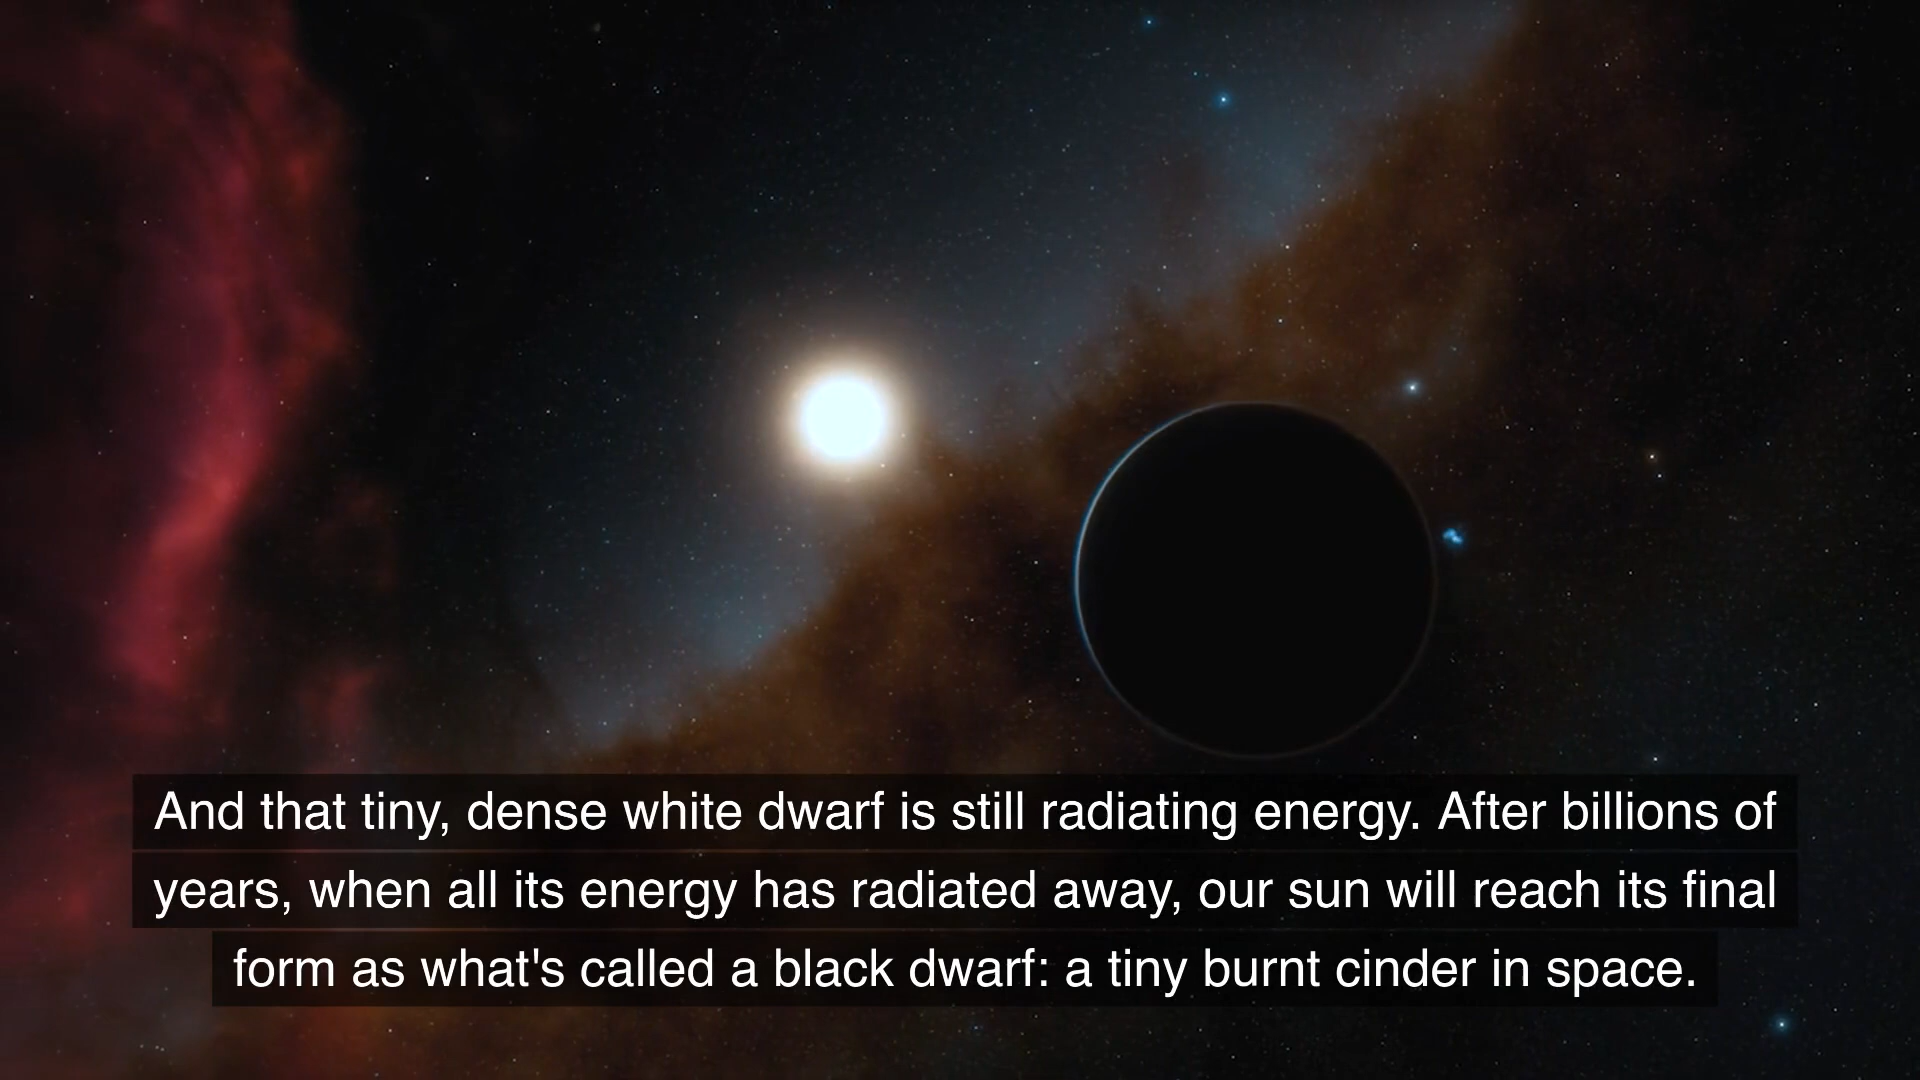 And that tiny, dense white dwarf is still radiating energy. After billions of
years, when all its energy has radiated away, our sun will reach its final
form as what's called a black dwarf: a tiny burnt cinder in space.